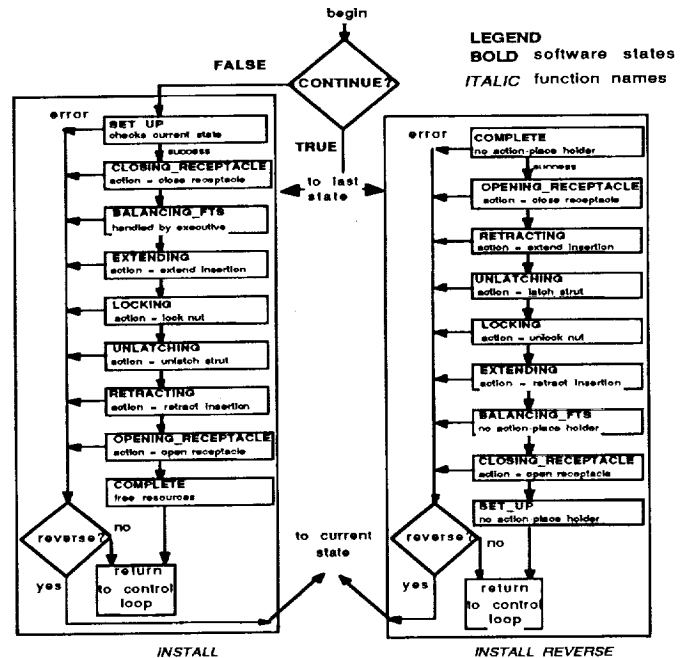 begin
LEGEND
BOLD software states
ITALIC function names
FALSE
CONTINUE?
TRUE
to last
state
error
SET UP
checks current state
success
CLOSING_RECEPTACLE
action = close receptacle
BALANCING_FTS
handled by executive
EXTENDING
action = extend insertion
LOCKING
action = lock nut
UNLATCHING
action = unlatch strut
RETRACTING
action = retract insertion
OPENING_RECEPTACLE
action = open receptacle
COMPLETE
free resources
reverse?
no
yes
return
to control
loop
INSTALL
to current
state
error
COMPLETE
no action-place holder
success
OPENING_RECEPTACLE
action = close receptacle
RETRACTING
action = extend insertion
UNLATCHING
action = latch strut
LOCKING
action = unlock nut
EXTENDING
action = retract insertion
BALANCING_FTS
no action-place holder
CLOSING_RECEPTACLE
action = open receptacle
SET_UP
no action-place holder
reverse?
no
yes
return
to control
loop
INSTALL REVERSE